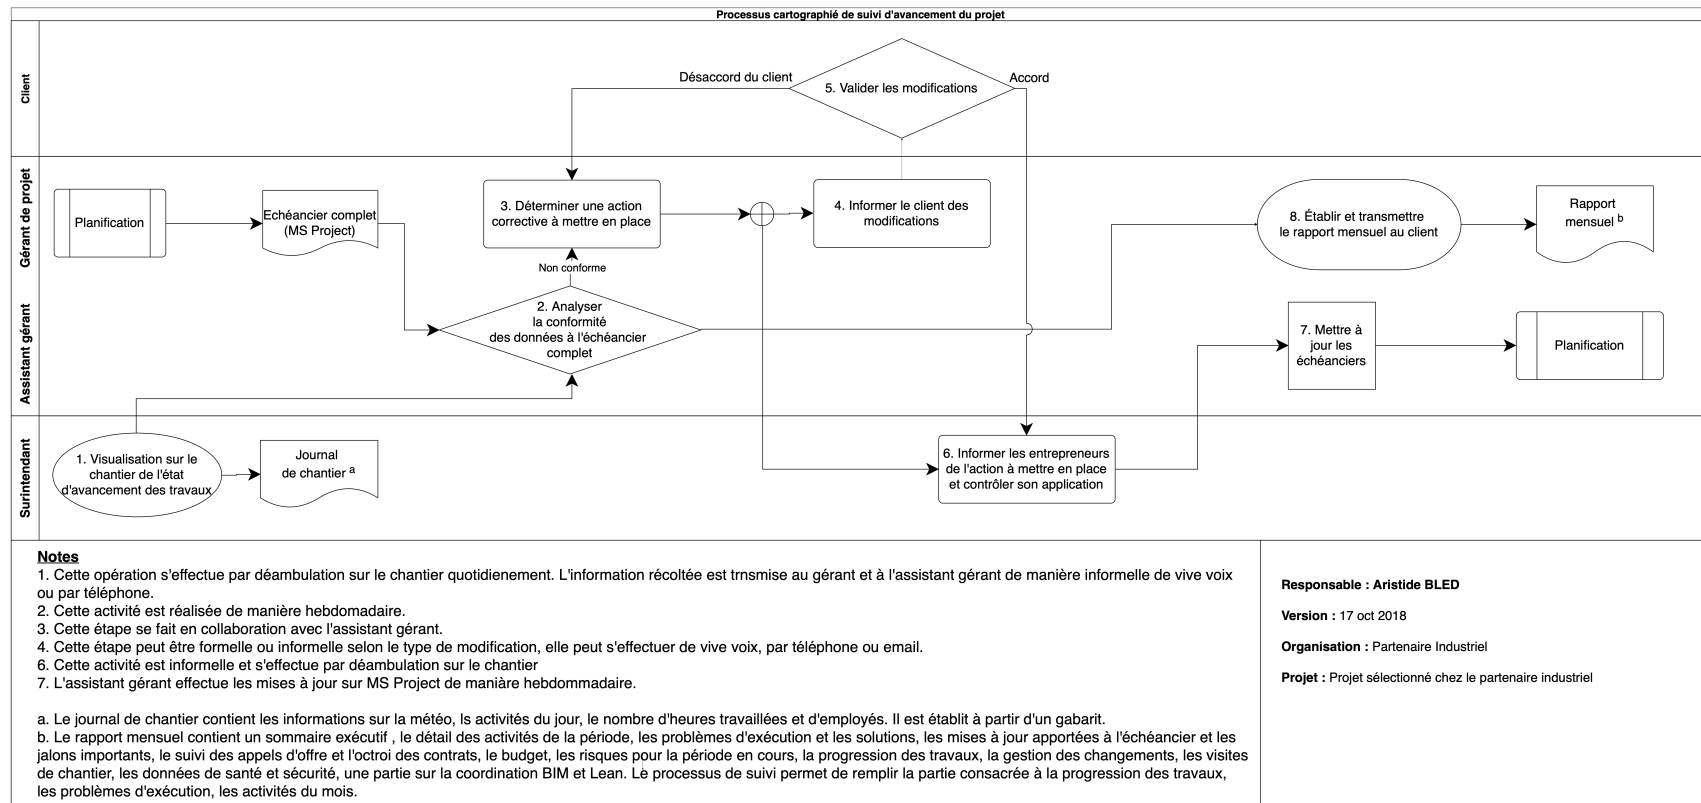 Processus cartographié de suivi d'avancement du projet
Client
Désaccord du client
5. Valider les modifications
Accord
Gérant de projet
Planification
Echéancier complet
(MS Project)
3. Déterminer une action
corrective à mettre en place
4. Informer le client des
modifications
8. Établir et transmettre
le rapport mensuel au client
Rapport
mensuel b
Non conforme
Assistant gérant
2. Analyser
la conformité
des données à l'échéancier
complet
7. Mettre à
jour les
échéanciers
Planification
Surintendant
1. Visualisation sur le
chantier de l'état
d'avancement des travaux
Journal
de chantier a
6. Informer les entrepreneurs
de l'action à mettre en place
et contrôler son application
Notes
1. Cette opération s'effectue par déambulation sur le chantier quotidienement. L'information récoltée est trnsmise au gérant et à l'assistant gérant de manière informelle de vive voix
ou par téléphone.
2. Cette activité est réalisée de manière hebdomadaire.
3. Cette étape se fait en collaboration avec l'assistant gérant.
4. Cette étape peut être formelle ou informelle selon le type de modification, elle peut s'effectuer de vive voix, par téléphone ou email.
6. Cette activité est informelle et s'effectue par déambulation sur le chantier
7. L'assistant gérant effectue les mises à jour sur MS Project de manière hebdommadaire.
a. Le journal de chantier contient les informations sur la météo, ls activités du jour, le nombre d'heures travaillées et d'employés. Il est établit à partir d'un gabarit.
b. Le rapport mensuel contient un sommaire exécutif , le détail des activités de la période, les problèmes d'exécution et les solutions, les mises à jour apportées à l'échéancier et les
jalons importants, le suivi des appels d'offre et l'octroi des contrats, le budget, les risques pour la période en cours, la progression des travaux, la gestion des changements, les visites
de chantier, les données de santé et sécurité, une partie sur la coordination BIM et Lean. Lè processus de suivi permet de remplir la partie consacrée à la progression des travaux,
les problèmes d'exécution, les activités du mois.
Responsable : Aristide BLED
Version : 17 oct 2018
Organisation : Partenaire Industriel
Projet : Projet sélectionné chez le partenaire industriel